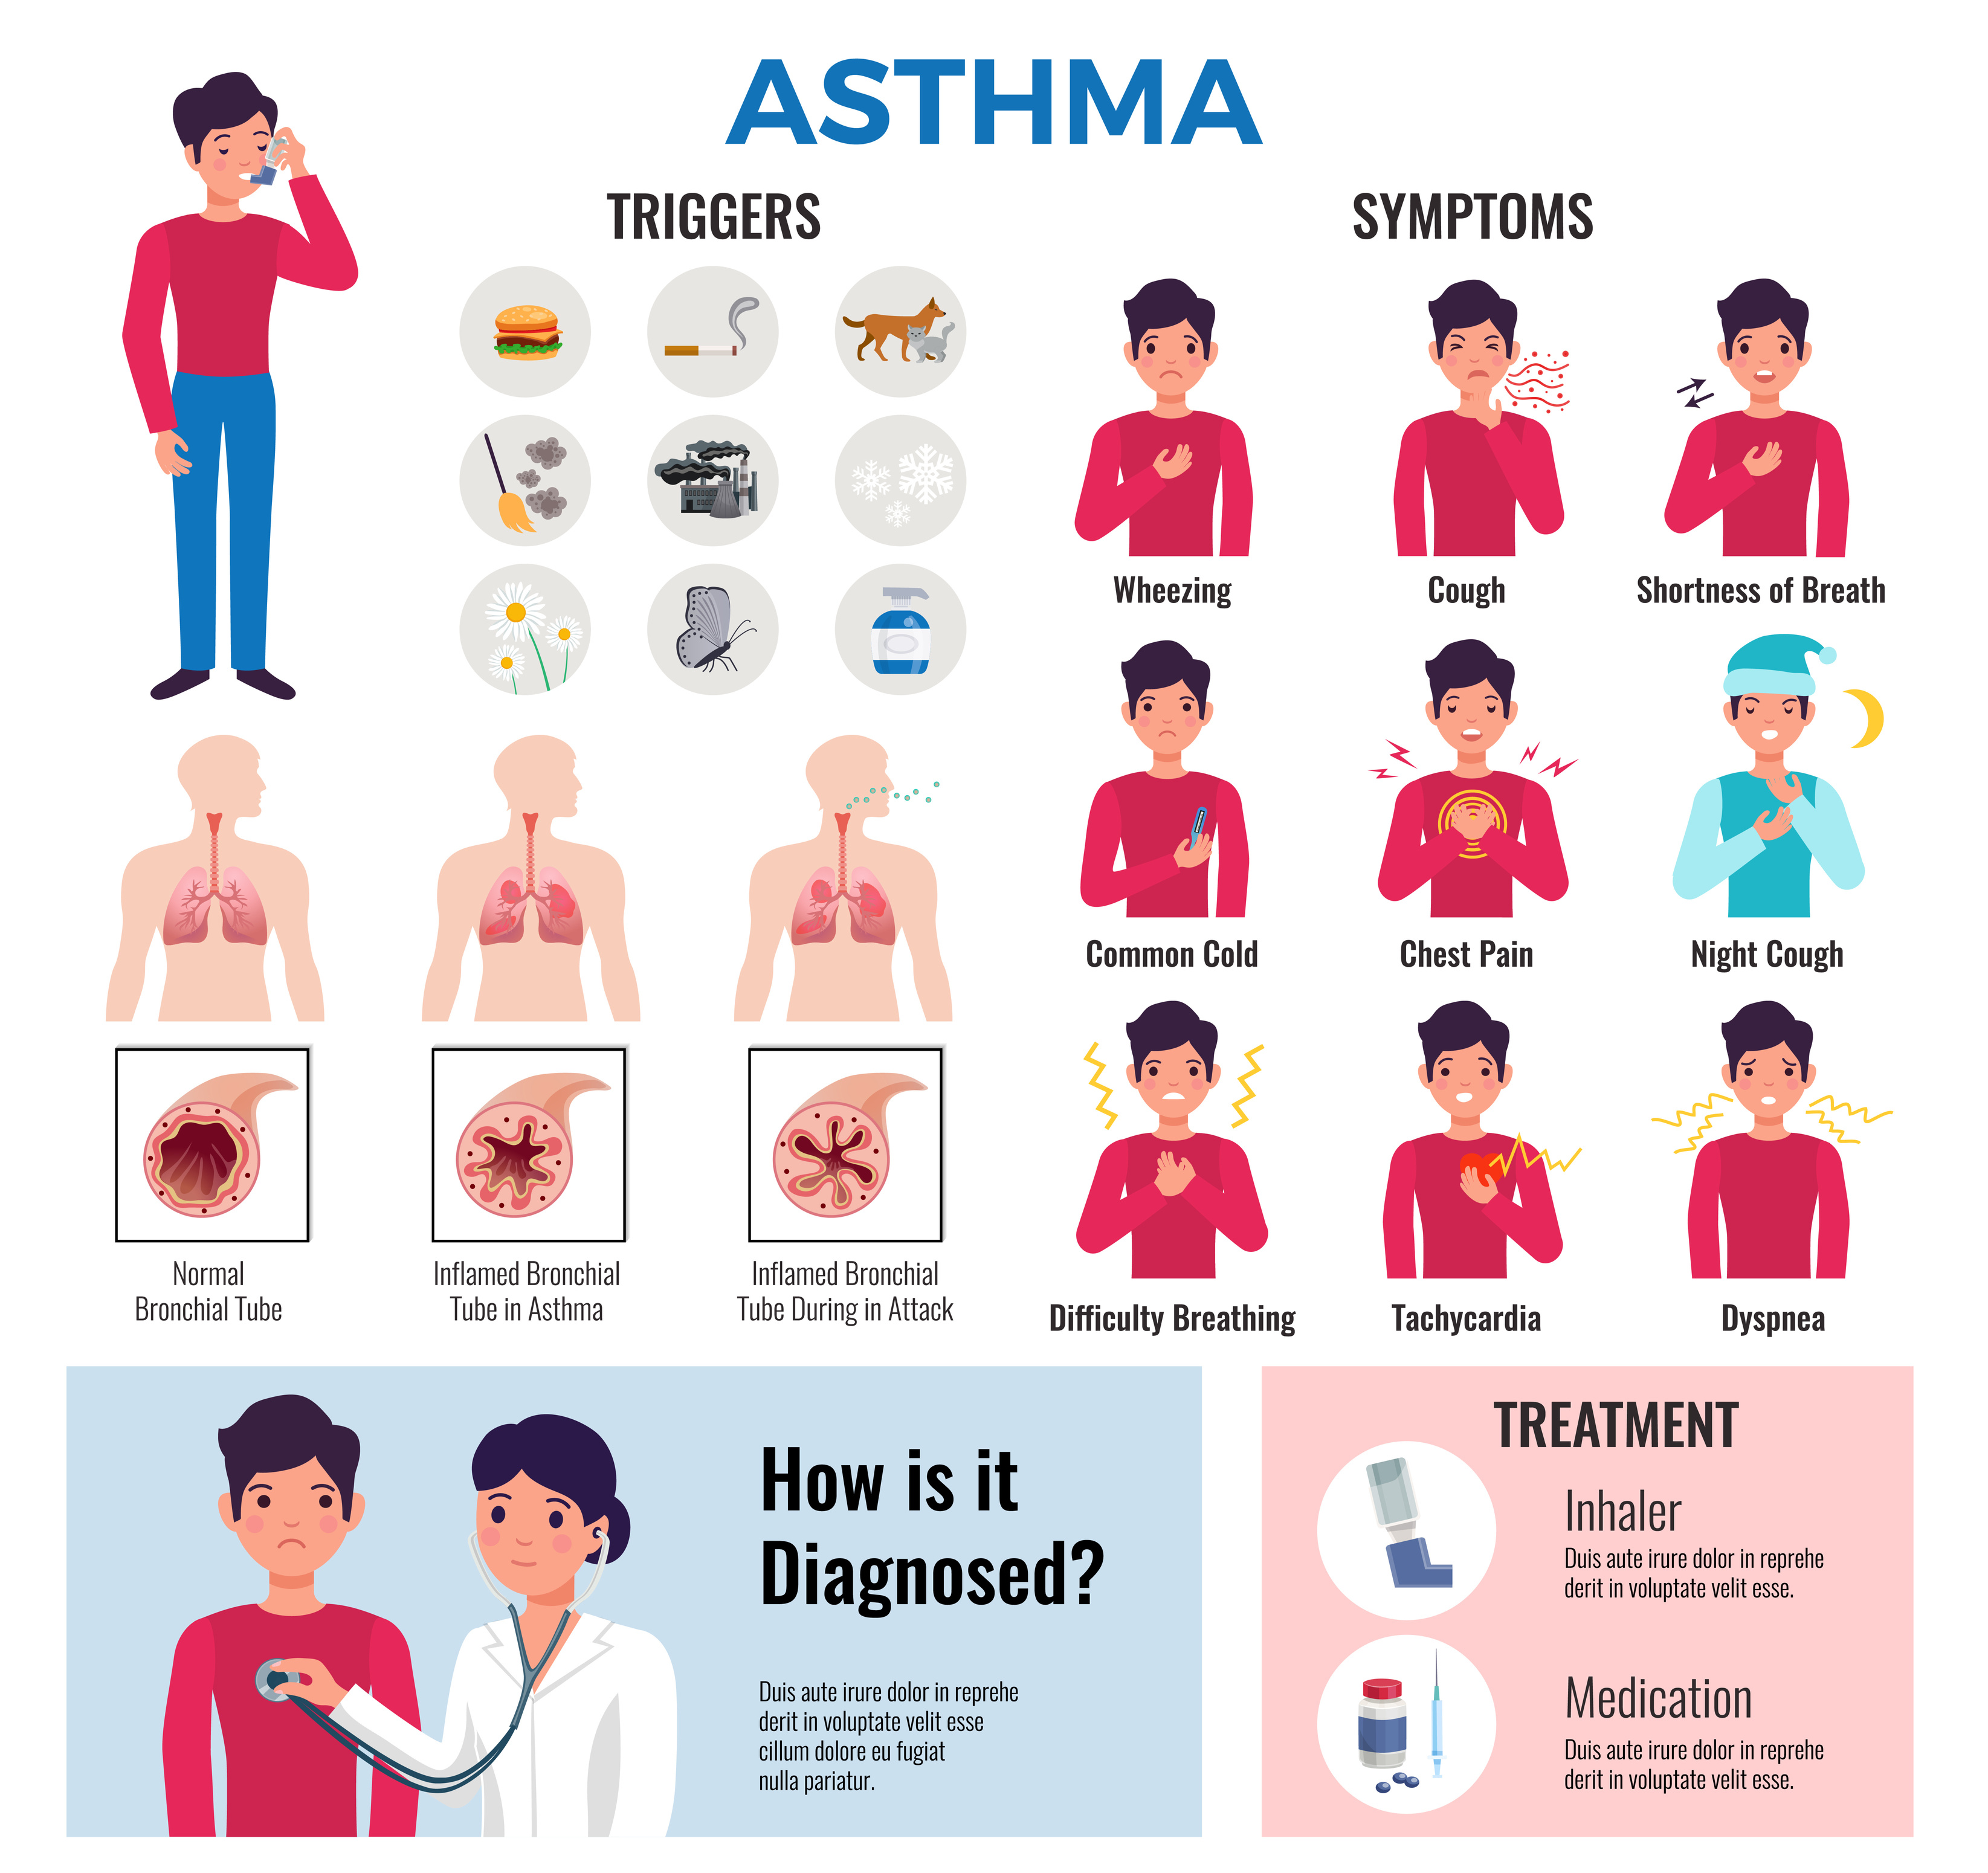 ASTHMA
TRIGGERS
SYMPTOMS
Wheezing
Cough
Shortness of Breath
Common Cold
Chest Pain
Night Cough
Difficulty Breathing
Tachycardia
Dyspnea
Normal
Bronchial Tube
Inflamed Bronchial
Tube in Asthma
Inflamed Bronchial
Tube During in Attack
How is it
Diagnosed?
Duis aute irure dolor in reprehe
derit in voluptate velit esse
cillum dolore eu fugiat
nulla pariatur.
TREATMENT
Inhaler
Duis aute irure dolor in reprehe
derit in voluptate velit esse.
Medication
Duis aute irure dolor in reprehe
derit in voluptate velit esse.